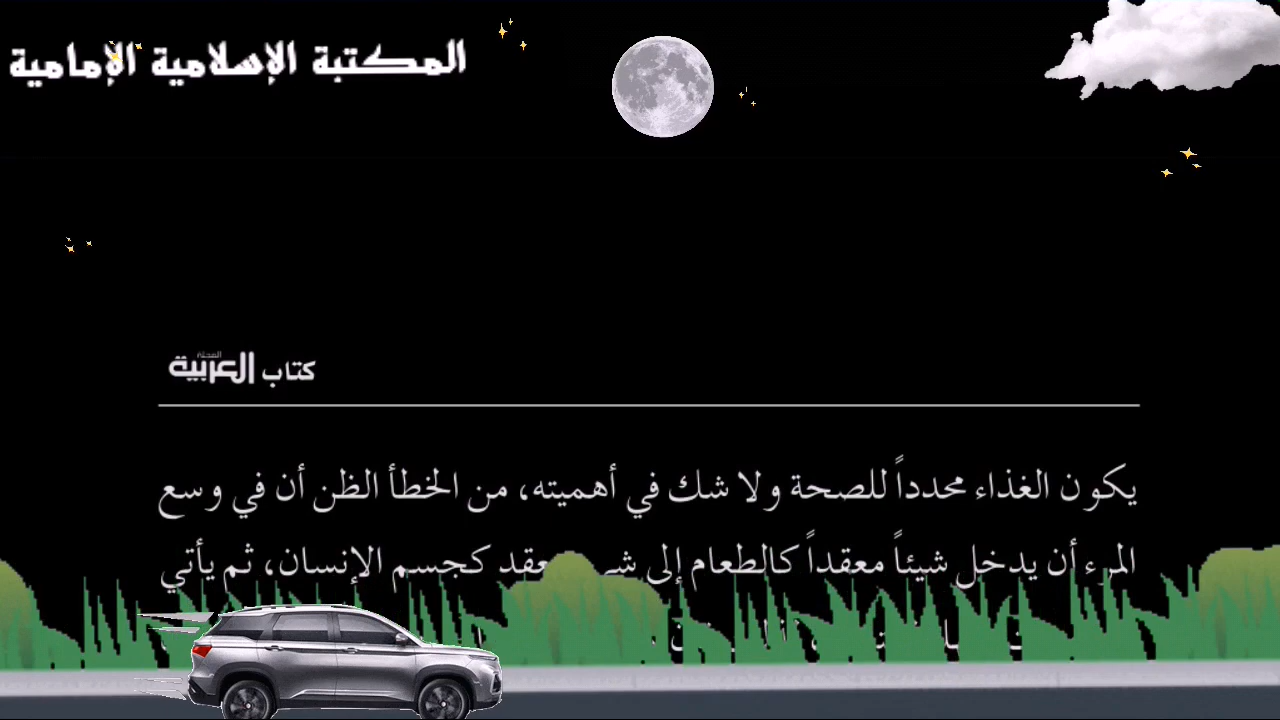 المكتبة الإسلامية الإمامية
كتاب المجلة العربية
يكون الغذاء محدداً للصحة ولا شك في أهميته، من الخطأ الظن أن في وسع
المرء أن يدخل شيئاً معقداً كالطعام إلى معقد كجسم الإنسان، ثم يأتي